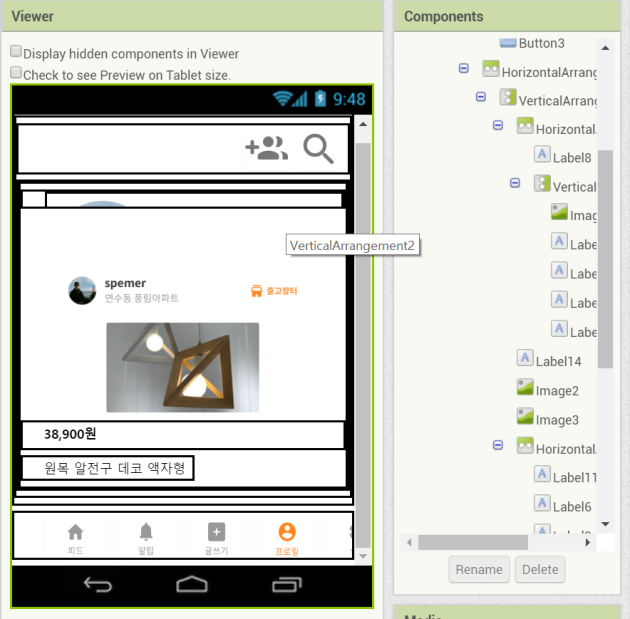 Viewer
Display hidden components in Viewer
Check to see Preview on Tablet size.
9:48
VerticalArrangement2
spemer
연수동 풍림아파트
중고장터
38,900원
원목 알전구 데코 액자형
피드
알림
글쓰기
프로필
Components
Button3
HorizontalArrang
VerticalArrang
Horizontal
Label8
Vertical
Imag
Labe
Labe
Labe
Labe
Label14
Image2
Image3
Horizontal
Label11
Label6
Rename
Delete